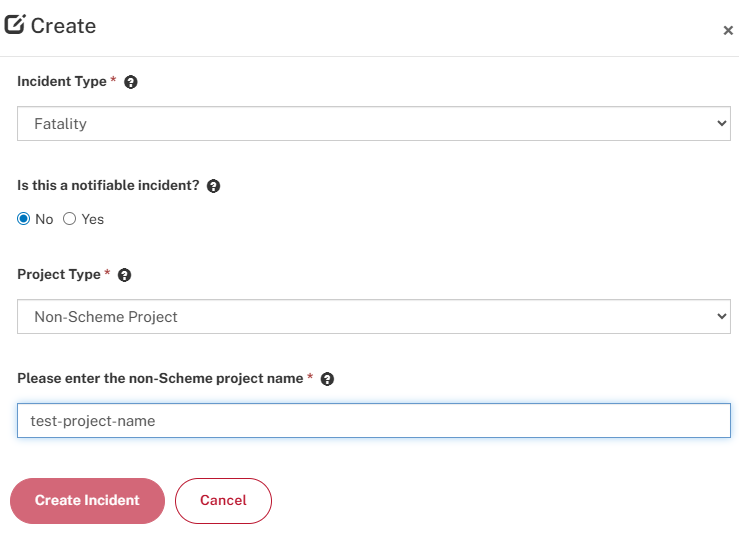 Create
×
Incident Type * ?
Fatality
Is this a notifiable incident? ?
No Yes
Project Type * ?
Non-Scheme Project
Please enter the non-Scheme project name * ?
test-project-name
Create Incident Cancel